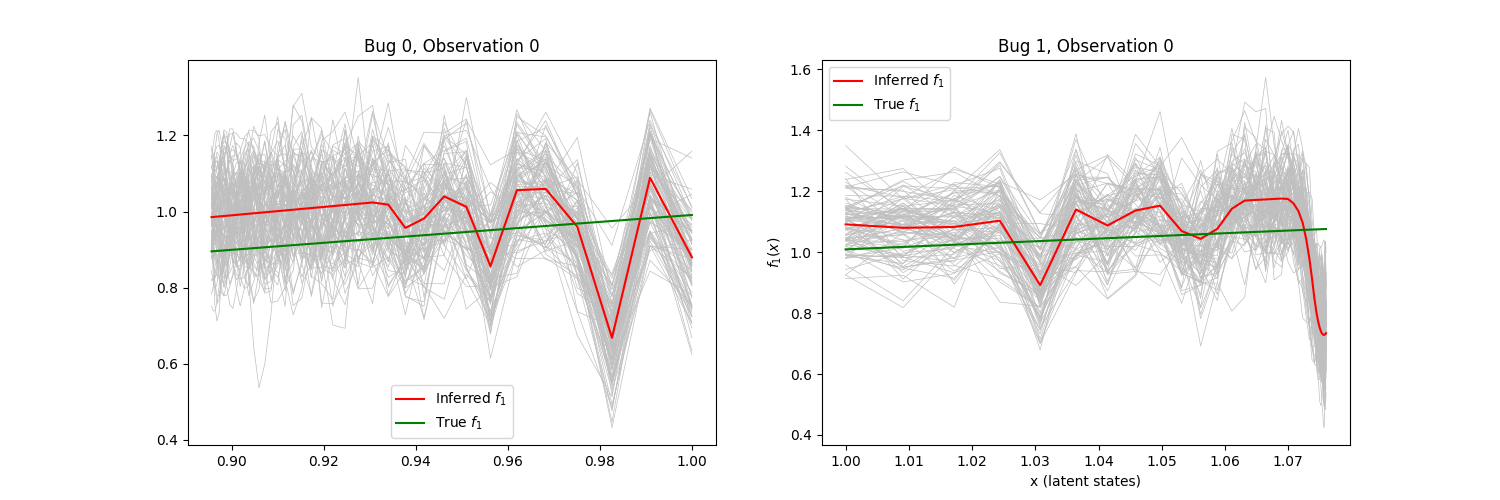 Bug 0, Observation 0
1.2
1.0
0.8
0.6
0.4
Inferred f₁
True f₁
0.90 0.92 0.94 0.96 0.98 1.00
Bug 1, Observation 0
Inferred f₁
True f₁
1.6
1.4
1.2
1.0
0.8
0.6
0.4
f₁(x)
1.00 1.01 1.02 1.03 1.04 1.05 1.06 1.07
x (latent states)